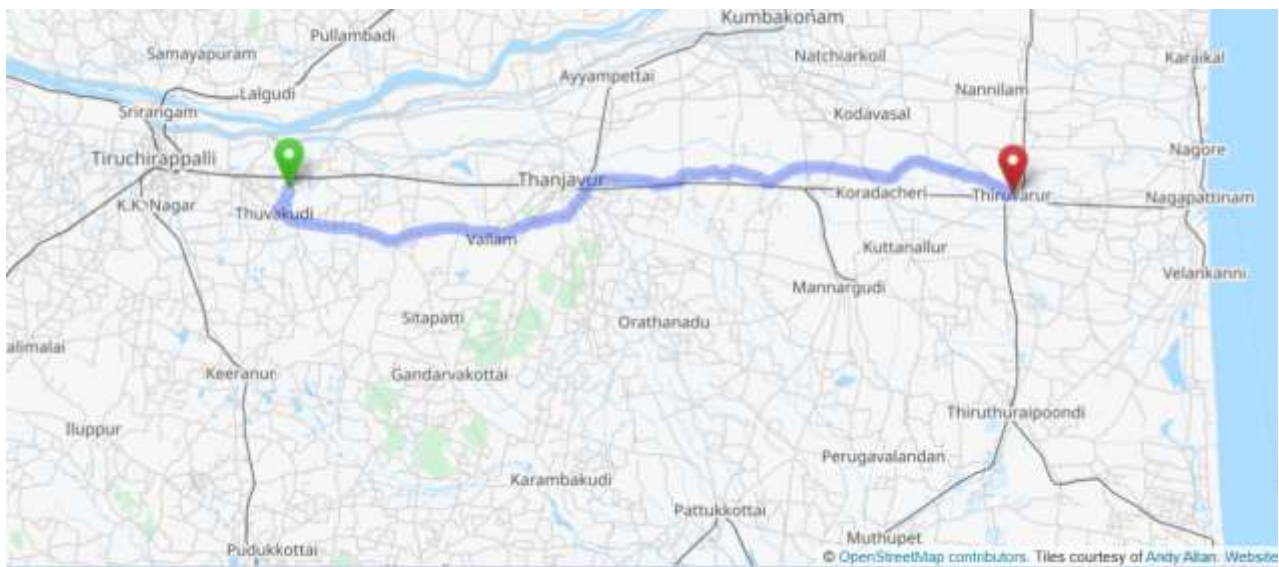 Kumbakonam
Pullambadi
Samayapuram
Natchiarkoil
Karaikal
Ayyampettai
Lalgudi
Nannilam
Srirangam
Kodavasal
Tiruchirappalli
Nagore
Thanjavur
Koradacheri
Thiruvarur
Nagapattinam
K.K. Nagar
Thuvakudi
Vallam
Kuttanallur
Velankanni
Mannargudi
Sitapatti
Orathanadu
alimalai
Keeranur
Gandarvakottai
Thiruthuraipoondi
Iluppur
Perugavalandan
Karambakudi
Pattukkottai
Muthupet
Pudukkottai
© OpenStreetMap contributors. Tiles courtesy of Andy Allan. Website